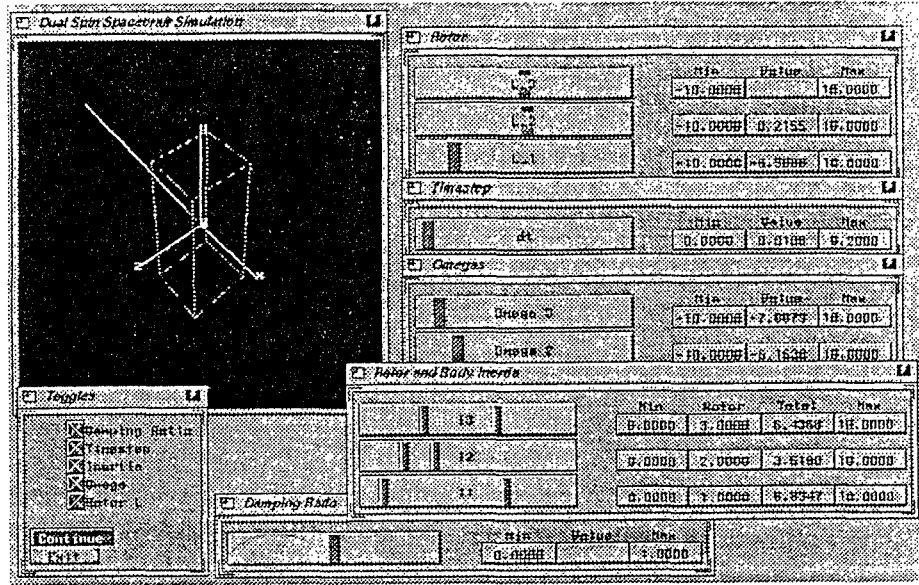 Dual Spin Spacecraft Simulation
Rotor
Min Value Max
-10.0000 10.0000
-10.0000 0.2155 10.0000
L_1 -10.0000 10.0000
Timestep
Min Value Max
dt 0.0000 0.0100 0.2000
Omegas
Min Value Max
Omega 3 -10.0000 10.0000
Omega 2 -10.0000 10.0000
Rotor and Body Inertia
Min Rotor Total Max
I3 0.0000 3.0000 10.0000
I2 0.0000 2.0000 10.0000
I1 0.0000 1.0000 10.0000
Toggles
Damping Ratio
Timestep
Inertia
Omega
Rotor L
Continue
Exit
Damping Ratio
Min Value Max
0.0000 1.0000